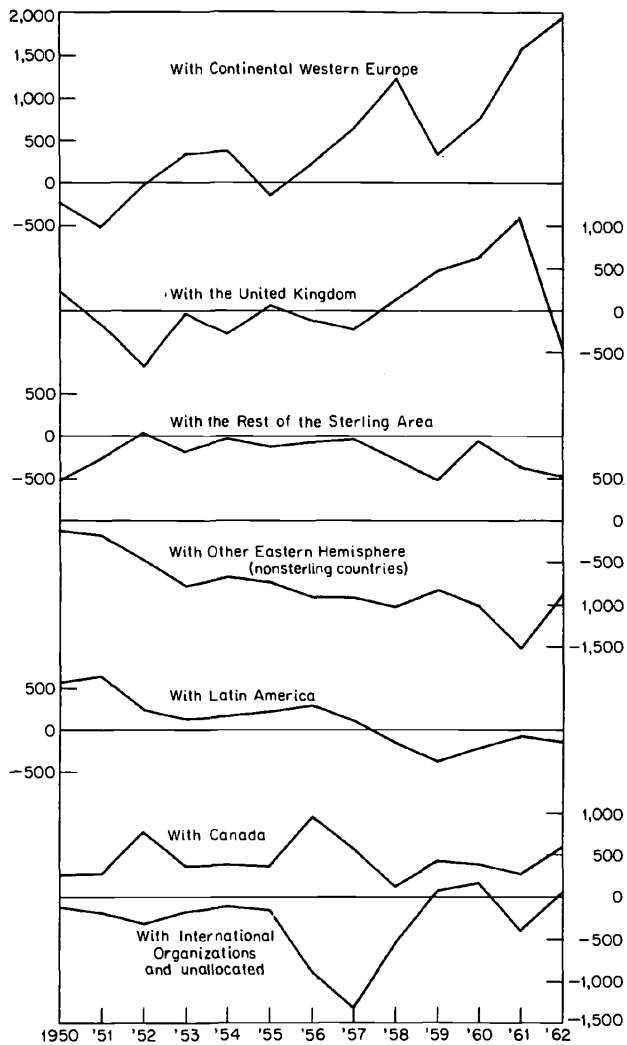 2,000
1,500
1,000
500
0
-500
With Continental Western Europe
1,000
500
0
-500
With the United Kingdom
500
0
-500
With the Rest of the Sterling Area
500
0
-500
1,000
-1,500
With Other Eastern Hemisphere
(nonsterling countries)
500
0
-500
With Latin America
1,000
500
0
-500
-1,000
-1,500
With Canada
With International
Organizations
and unallocated
1950 '51 '52 '53 '54 '55 '56 '57 '58 '59 '60 '61 '62